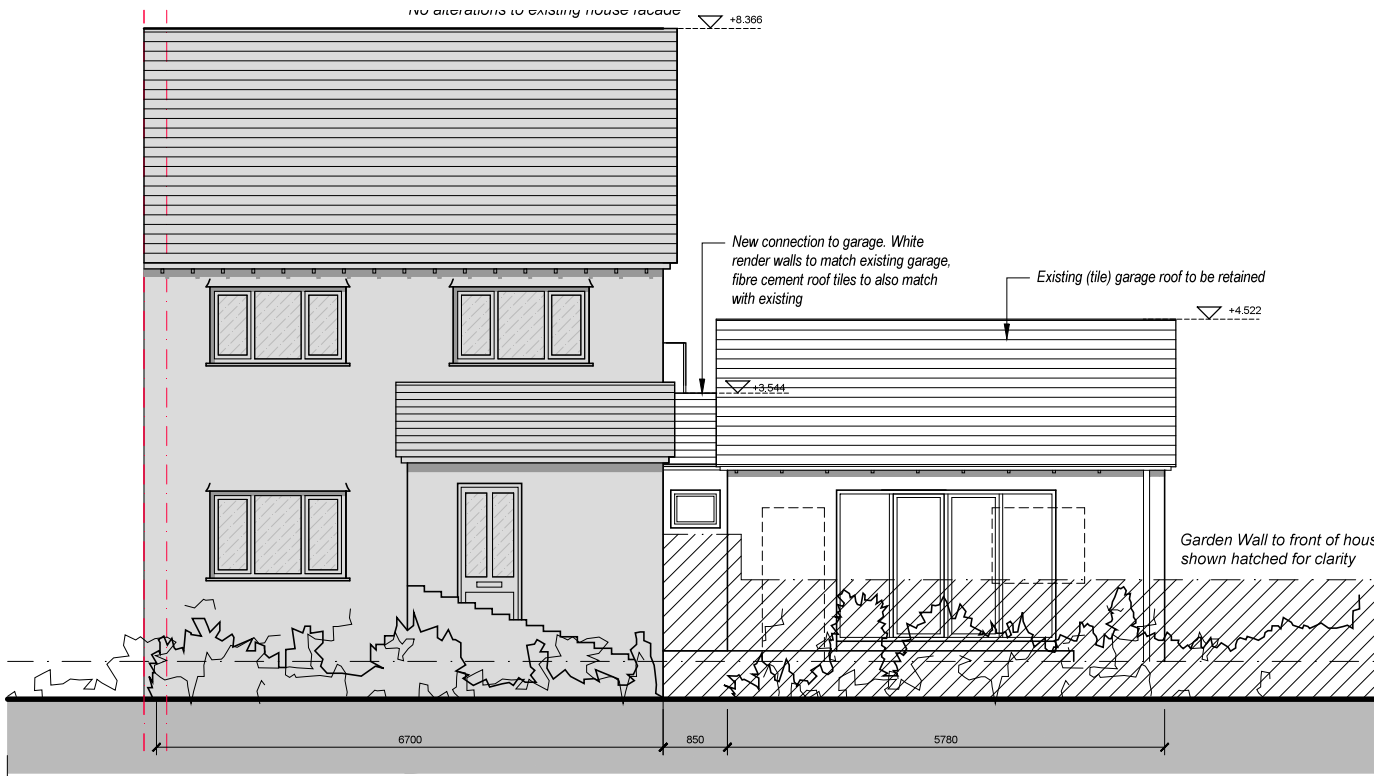 No alterations to existing house facade
+8.366
New connection to garage. White
render walls to match existing garage,
fibre cement roof tiles to also match
with existing
Existing (tile) garage roof to be retained
+4.522
+3.544
Garden Wall to front of hous
shown hatched for clarity
6700
850
5780